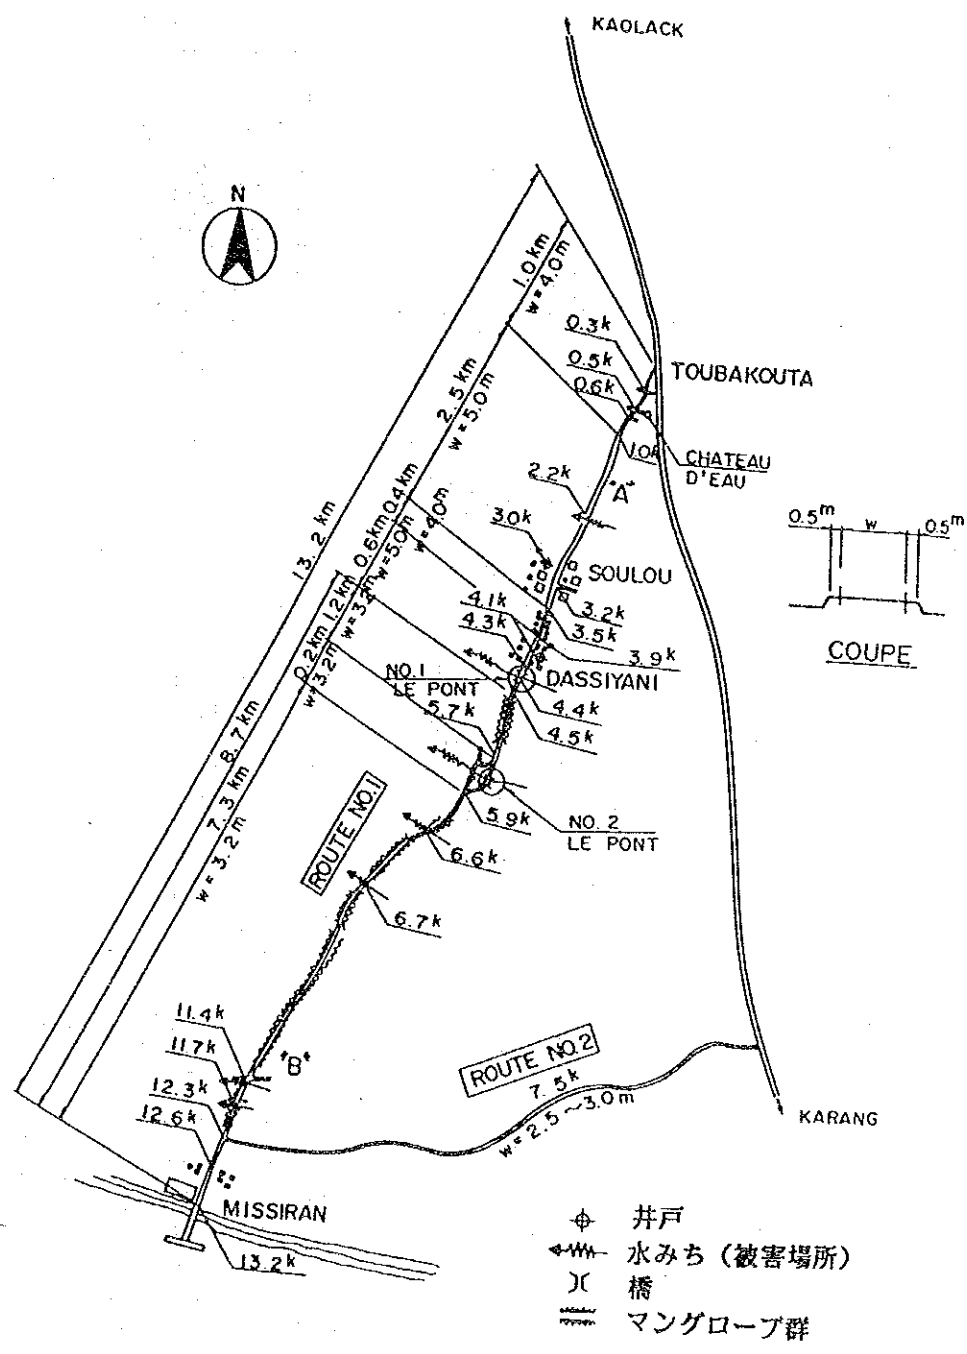 KAOLACK
N
1.0km
w=4.0m
0.3k
0.5k
0.6k
TOUBAKOUTA
2.5km
w=5.0m
1.0k
CHATEAU
D'EAU
"A"
2.2k
13.2 km
0.4km
w=4.0m
0.6km
w=5.0m
3.0k
SOULOU
0.5m
w
0.5m
COUPE
1.2km
w=3.2m
4.1k
4.3k
3.2k
3.5k
3.9k
0.2km
w=3.2m
NO.1
LE PONT
DASSIYANI
4.4k
4.5k
5.7k
8.7km
7.3 km
w=3.2m
ROUTE NO.1
5.9k
NO. 2
LE PONT
6.6k
6.7k
11.4k
11.7k
"B"
12.3k
12.6k
ROUTE NO.2
7.5k
w=2.5~3.0m
KARANG
MISSIRAN
13.2k
井戸
水みち（被害場所）
橋
マングローブ群